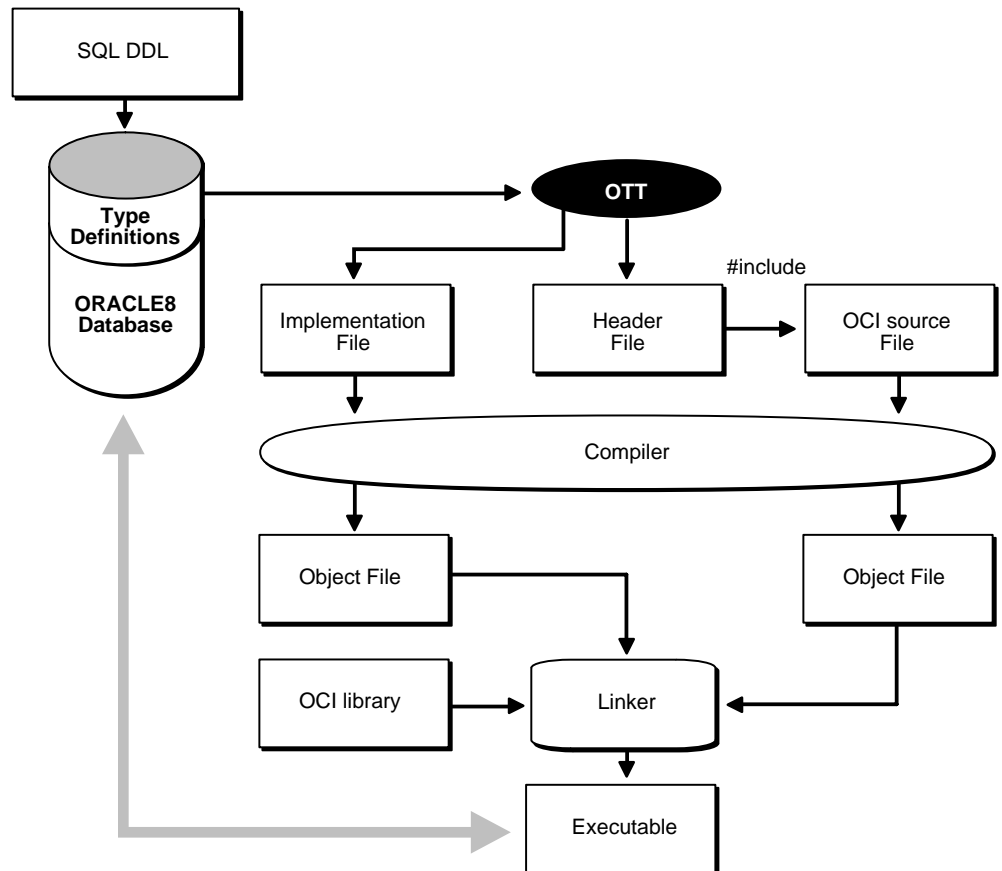 SQL DDL
Type
Definitions
ORACLE8
Database
OTT
#include
Implementation
File
Header
File
OCI source
File
Compiler
Object File
Object File
OCI library
Linker
Executable